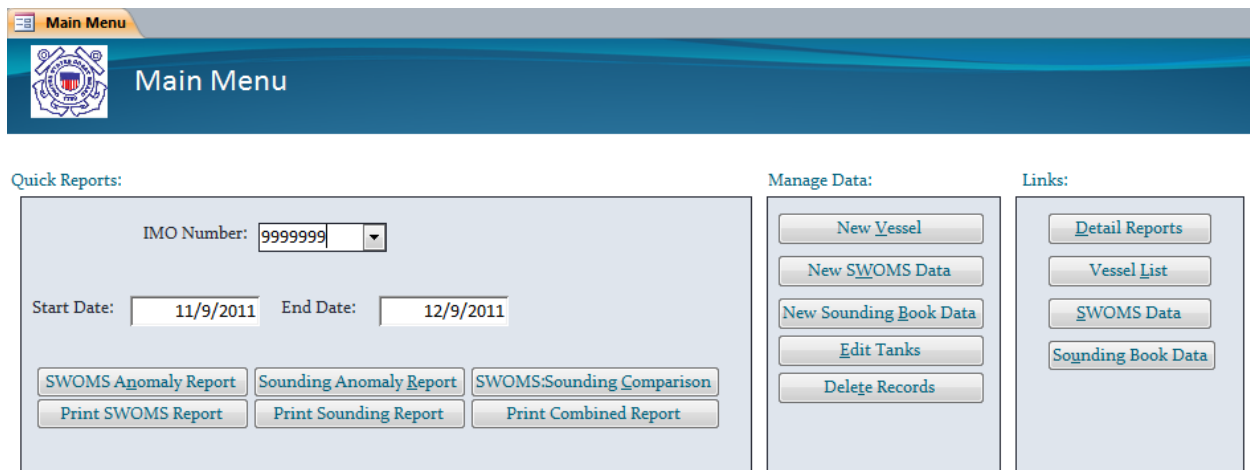 Main Menu
Main Menu
Quick Reports:
IMO Number: 9999999
Start Date: 11/9/2011 End Date: 12/9/2011
SWOMS Anomaly Report Sounding Anomaly Report SWOMS:Sounding Comparison
Print SWOMS Report Print Sounding Report Print Combined Report
Manage Data:
New Vessel
New SWOMS Data
New Sounding Book Data
Edit Tanks
Delete Records
Links:
Detail Reports
Vessel List
SWOMS Data
Sounding Book Data